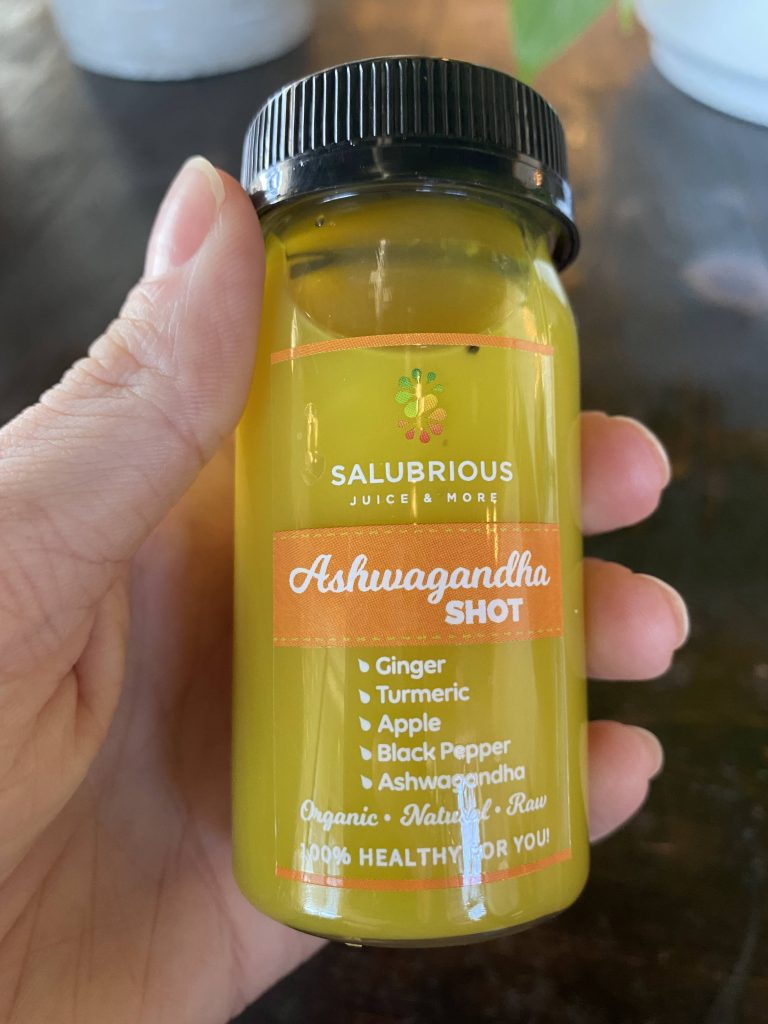 SALUBRIOUS
JUICE & MORE
Ashwagandha
SHOT
Ginger
Turmeric
Apple
Black Pepper
Ashwagandha
Organic • Natural • Raw
100% HEALTHY FOR YOU!